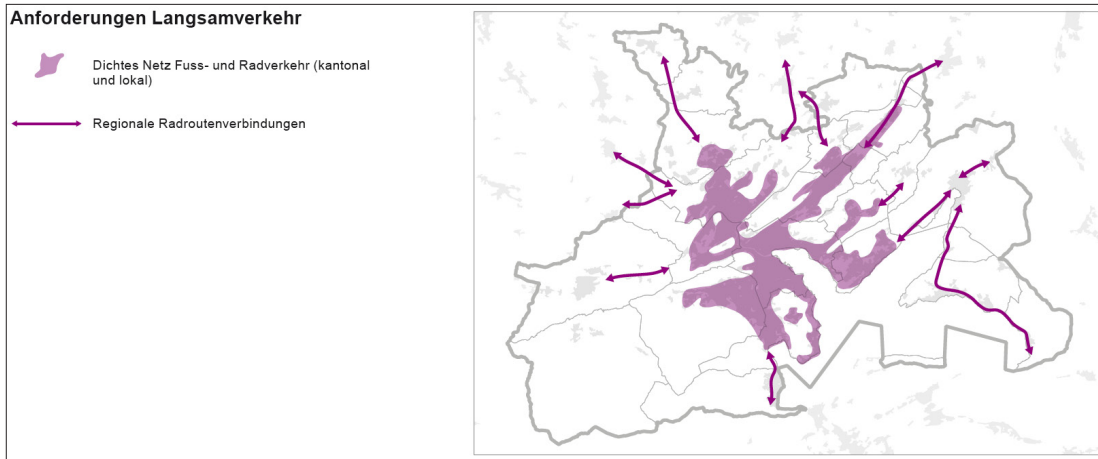 Anforderungen Langsamverkehr
Dichtes Netz Fuss- und Radverkehr (kantonal
und lokal)
Regionale Radroutenverbindungen